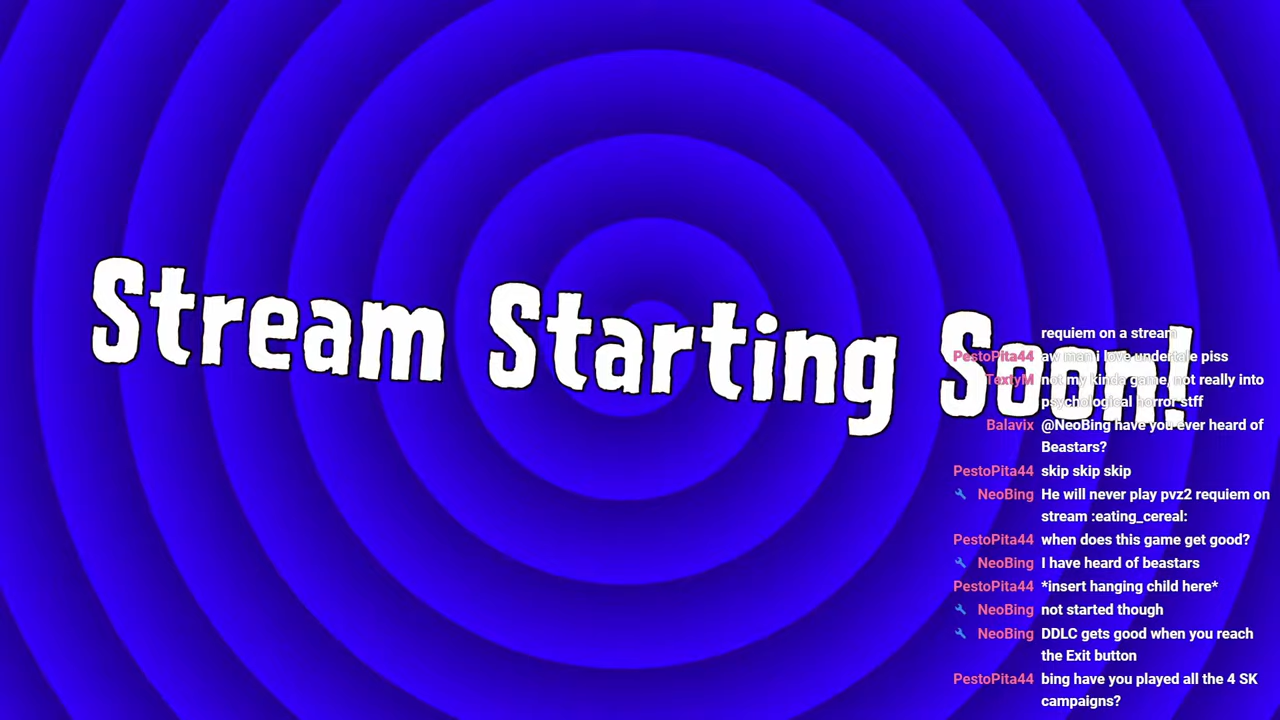 Stream Starting Soon!
requiem on a stream
PestoPita44 aw man i love undertale piss
TextyM not my kinda game, not really into
psychological horror stff
Balavix @NeoBing have you ever heard of
Beastars?
PestoPita44 skip skip skip
NeoBing He will never play pvz2 requiem on
stream :eating_cereal:
PestoPita44 when does this game get good?
NeoBing I have heard of beastars
PestoPita44 *insert hanging child here*
NeoBing not started though
NeoBing DDLC gets good when you reach
the Exit button
PestoPita44 bing have you played all the 4 SK
campaigns?